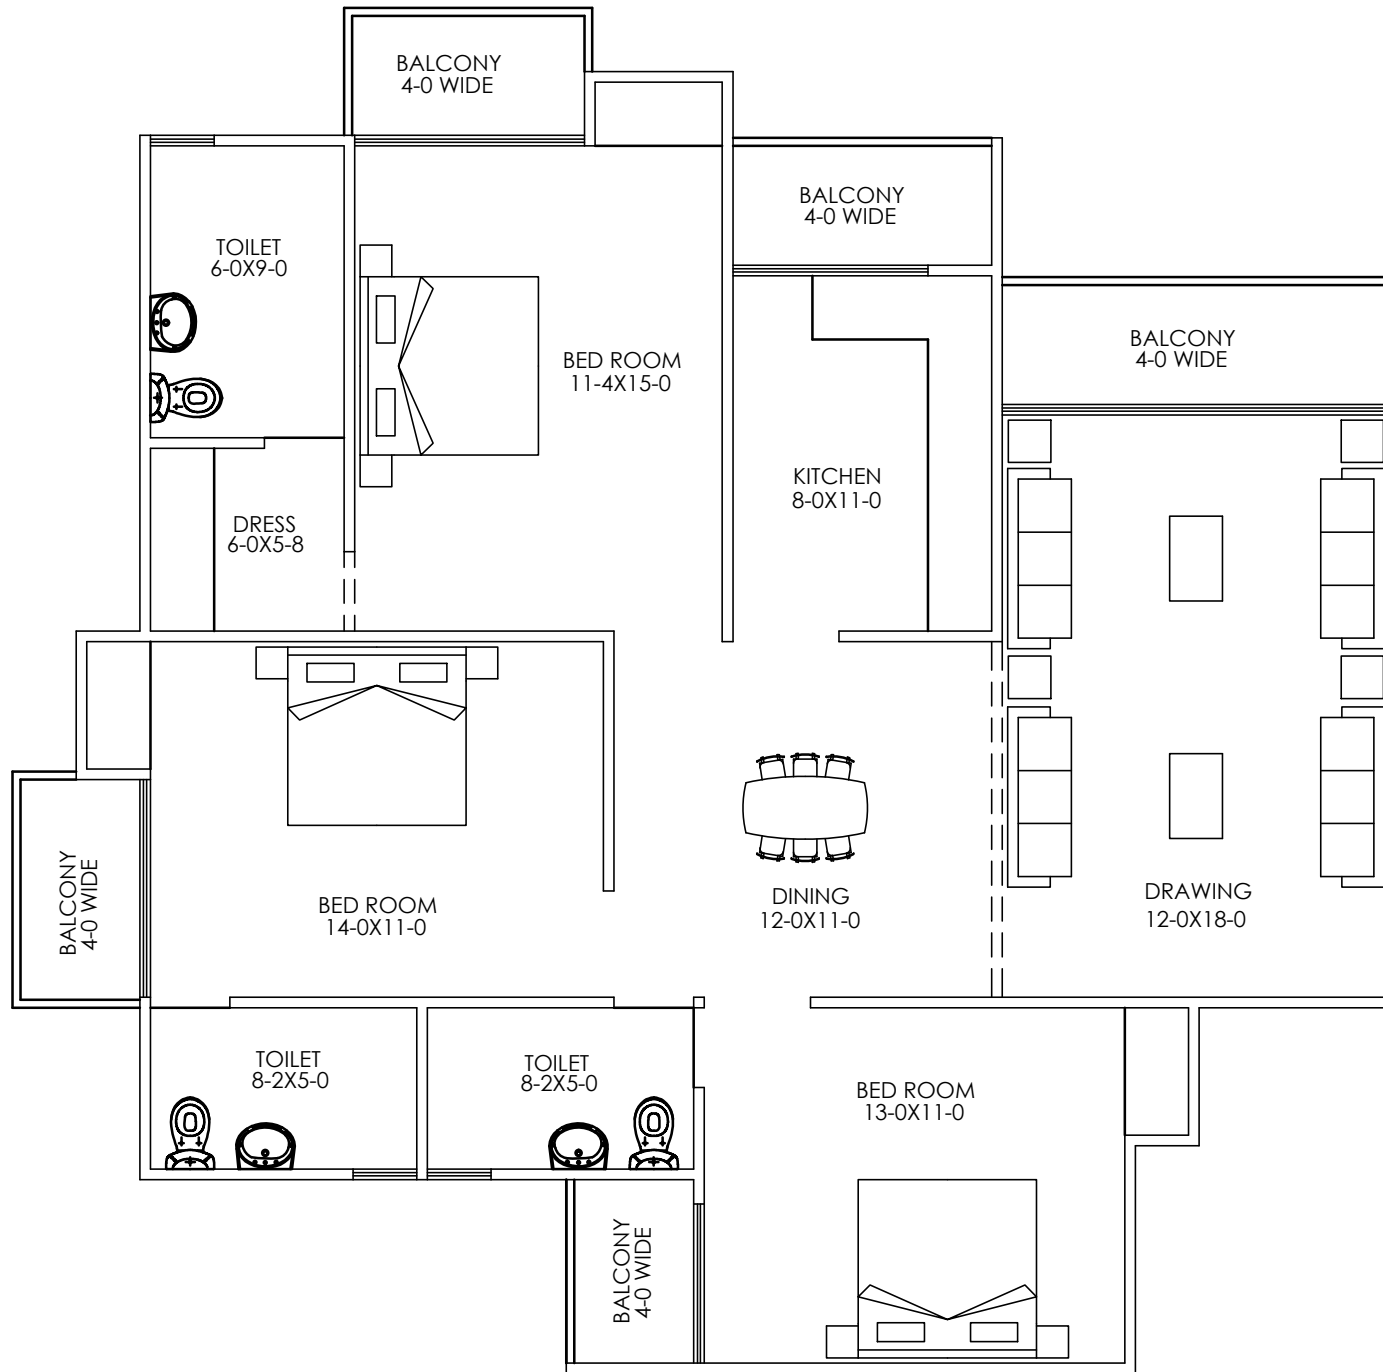 BALCONY
4-0 WIDE
BALCONY
4-0 WIDE
TOILET
6-0X9-0
BALCONY
4-0 WIDE
BED ROOM
11-4X15-0
KITCHEN
8-0X11-0
DRESS
6-0X5-8
BALCONY
4-0 WIDE
BED ROOM
14-0X11-0
DINING
12-0X11-0
DRAWING
12-0X18-0
TOILET
8-2X5-0
TOILET
8-2X5-0
BED ROOM
13-0X11-0
BALCONY
4-0 WIDE